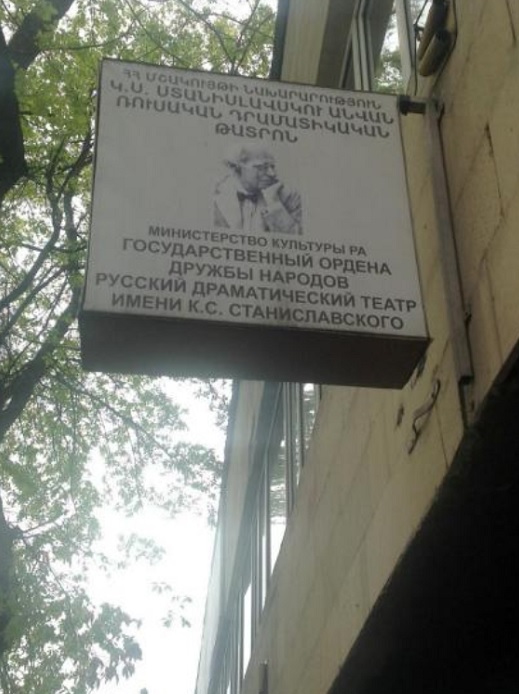 ՀՀ ՄՇԱԿՈՒՅԹԻ ՆԱԽԱՐԱՐՈՒԹՅՈՒՆ
Կ.Ս. ՍՏԱՆԻՍԼԱՎՍԿՈՒ ԱՆՎԱՆ
ՌՈՒՍԱԿԱՆ ԴՐԱՄԱՏԻԿԱԿԱՆ
ԹԱՏՐՈՆ
МИНИСТЕРСТВО КУЛЬТУРЫ РА
ГОСУДАРСТВЕННЫЙ ОРДЕНА
ДРУЖБЫ НАРОДОВ
РУССКИЙ ДРАМАТИЧЕСКИЙ ТЕАТР
ИМЕНИ К.С. СТАНИСЛАВСКОГО